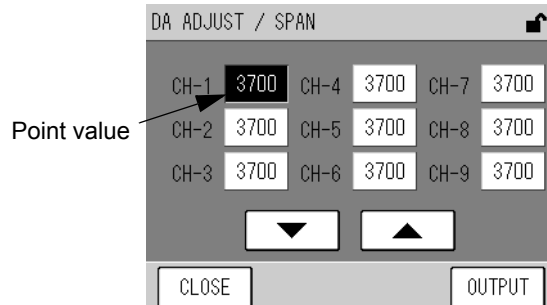 DA ADJUST / SPAN
CH-1 3700 CH-4 3700 CH-7 3700
Point value
CH-2 3700 CH-5 3700 CH-8 3700
CH-3 3700 CH-6 3700 CH-9 3700
CLOSE OUTPUT